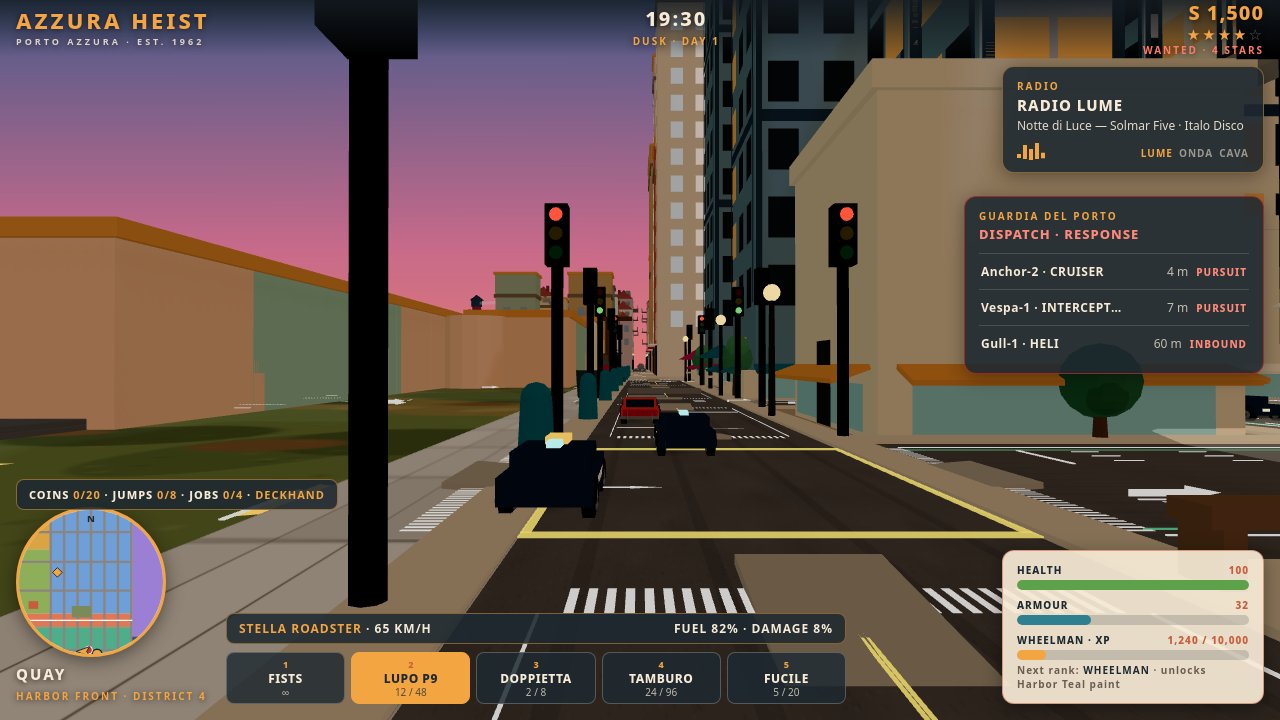 AZZURA HEIST
PORTO AZZURA · EST. 1962
19:30
DUSK · DAY 1
S 1,500
★★★★☆
WANTED · 4 STARS
RADIO
RADIO LUME
Notte di Luce — Solmar Five · Italo Disco
LUME ONDA CAVA
GUARDIA DEL PORTO
DISPATCH · RESPONSE
Anchor-2 · CRUISER 4 m PURSUIT
Vespa-1 · INTERCEPT… 7 m PURSUIT
Gull-1 · HELI 60 m INBOUND
COINS 0/20 · JUMPS 0/8 · JOBS 0/4 · DECKHAND
N
QUAY
HARBOR FRONT · DISTRICT 4
STELLA ROADSTER · 65 KM/H FUEL 82% · DAMAGE 8%
1 2 3 4 5
FISTS LUPO P9 DOPPIETTA TAMBURO FUCILE
∞ 12 / 48 2 / 8 24 / 96 5 / 20
HEALTH 100
ARMOUR 32
WHEELMAN · XP 1,240 / 10,000
Next rank: WHEELMAN · unlocks
Harbor Teal paint